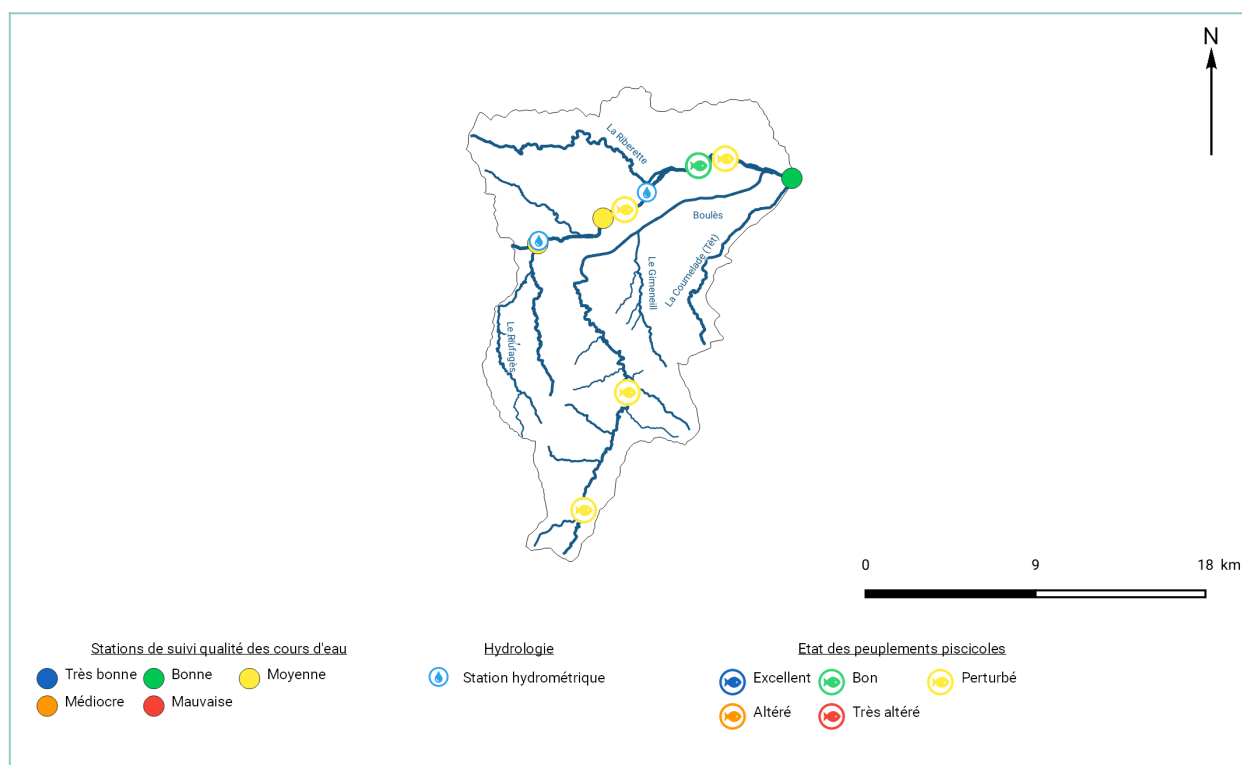 N
La Riberette
Boulès
La Coumelade (Têt)
Le Gimeneill
Le Riufagès
0 9 18 km
Stations de suivi qualité des cours d'eau
Très bonne Bonne Moyenne
Médiocre Mauvaise
Hydrologie
Station hydrométrique
Etat des peuplements piscicoles
Excellent Bon Perturbé
Altéré Très altéré